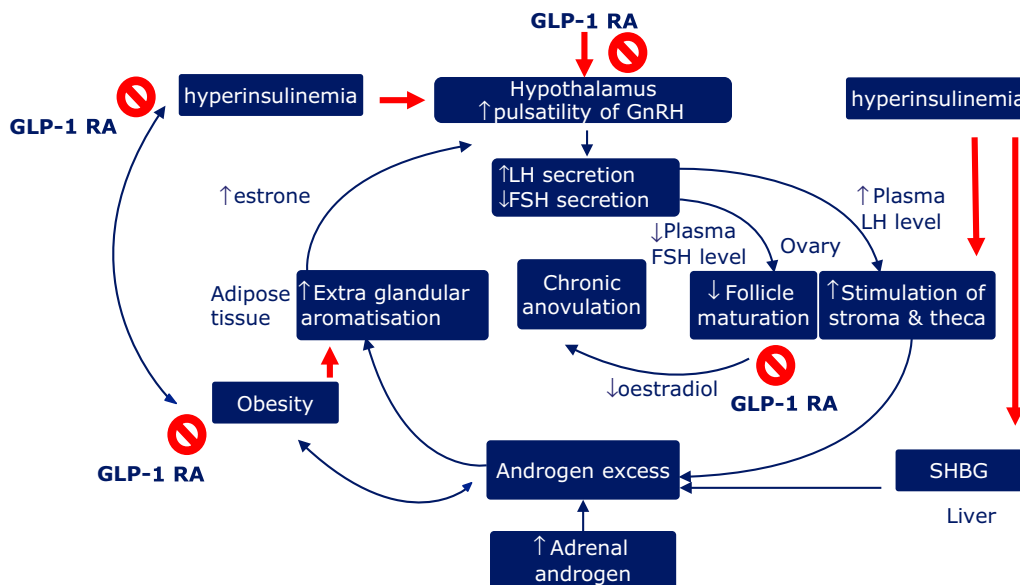 GLP-1 RA
hyperinsulinemia
GLP-1 RA
Hypothalamus
↑pulsatility of GnRH
hyperinsulinemia
↑LH secretion
↓FSH secretion
↑estrone
↑Plasma
LH level
↓Plasma
FSH level
Ovary
Adipose
tissue
↑Extra glandular
aromatisation
Chronic
anovulation
↓Follicle
maturation
↑Stimulation of
stroma & theca
↓oestradiol
GLP-1 RA
Obesity
GLP-1 RA
Androgen excess
SHBG
Liver
↑Adrenal
androgen